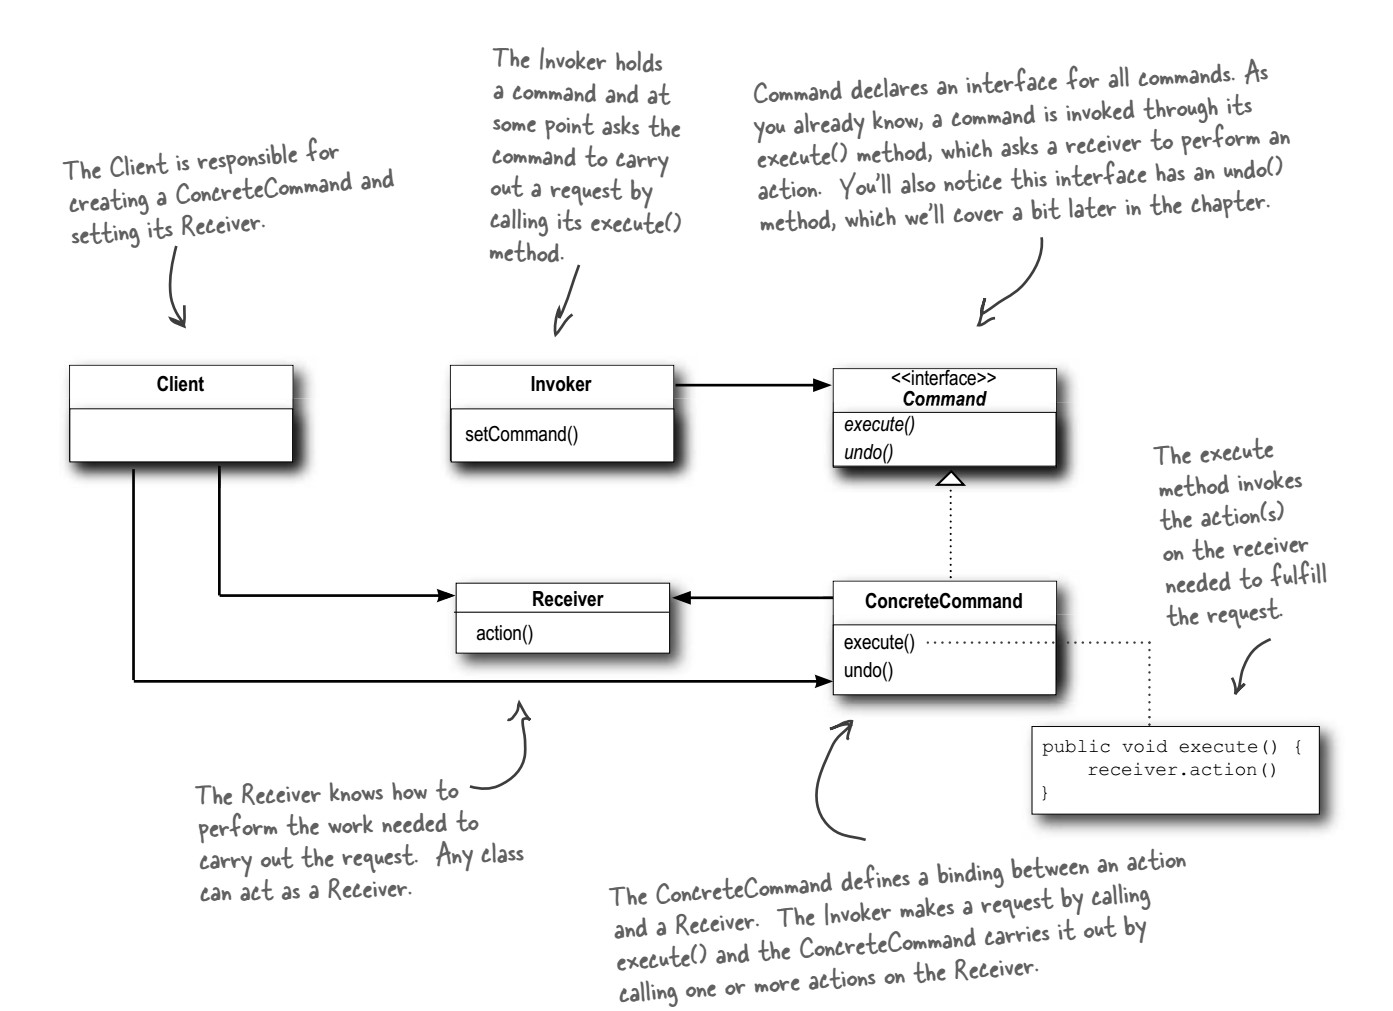 The Client is responsible for
creating a ConcreteCommand and
setting its Receiver.
The Invoker holds
a command and at
some point asks the
command to carry
out a request by
calling its execute()
method.
Command declares an interface for all commands. As
you already know, a command is invoked through its
execute() method, which asks a receiver to perform an
action. You'll also notice this interface has an undo()
method, which we'll cover a bit later in the chapter.
Client
Invoker
setCommand()
<<interface>>
Command
execute()
undo()
The execute
method invokes
the action(s)
on the receiver
needed to fulfill
the request.
Receiver
action()
ConcreteCommand
execute()
undo()
public void execute() {
    receiver.action()
}
The Receiver knows how to
perform the work needed to
carry out the request. Any class
can act as a Receiver.
The ConcreteCommand defines a binding between an action
and a Receiver. The Invoker makes a request by calling
execute() and the ConcreteCommand carries it out by
calling one or more actions on the Receiver.